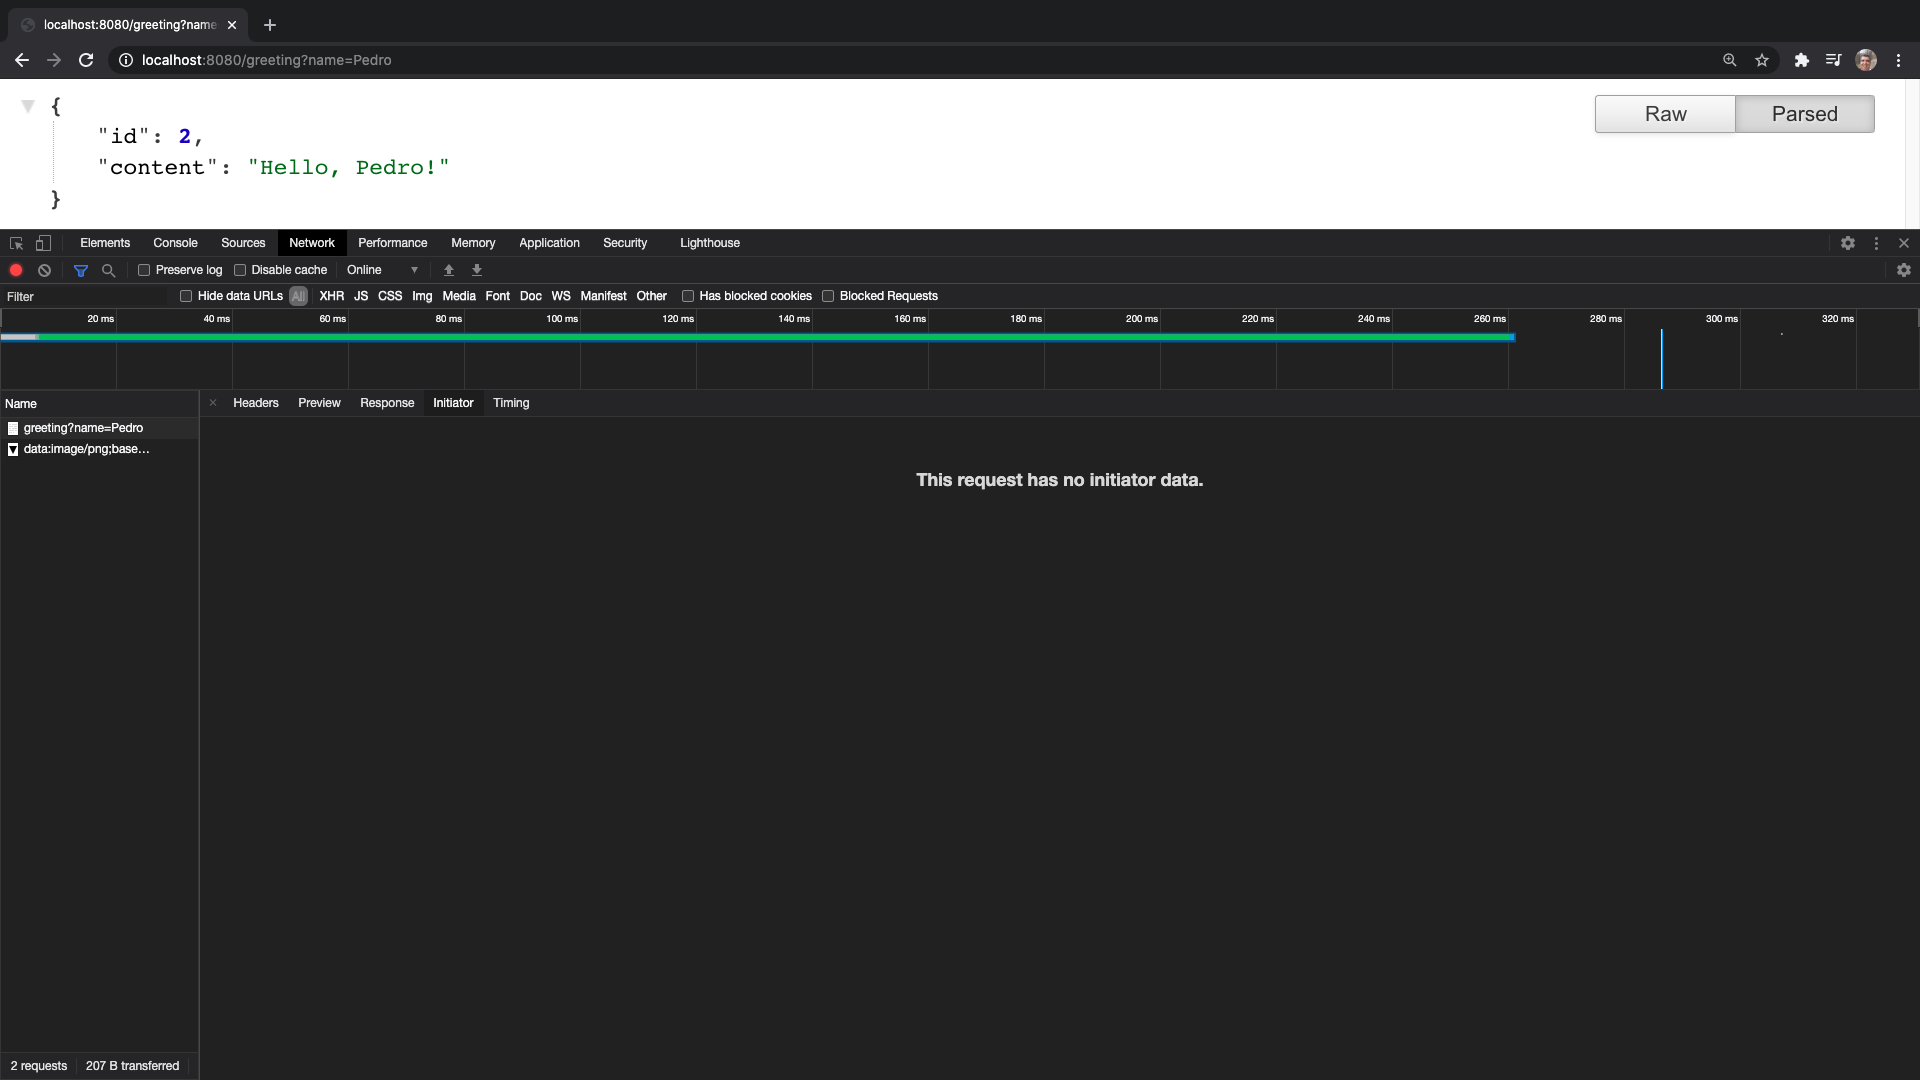 localhost:8080/greeting?name
localhost:8080/greeting?name=Pedro
{
"id": 2,
"content": "Hello, Pedro!"
}
Raw Parsed
Elements Console Sources Network Performance Memory Application Security Lighthouse
Preserve log Disable cache Online
Filter Hide data URLs All XHR JS CSS Img Media Font Doc WS Manifest Other Has blocked cookies Blocked Requests
20 ms 40 ms 60 ms 80 ms 100 ms 120 ms 140 ms 160 ms 180 ms 200 ms 220 ms 240 ms 260 ms 280 ms 300 ms 320 ms
Name
Headers Preview Response Initiator Timing
greeting?name=Pedro
data:image/png;base…
This request has no initiator data.
2 requests 207 B transferred